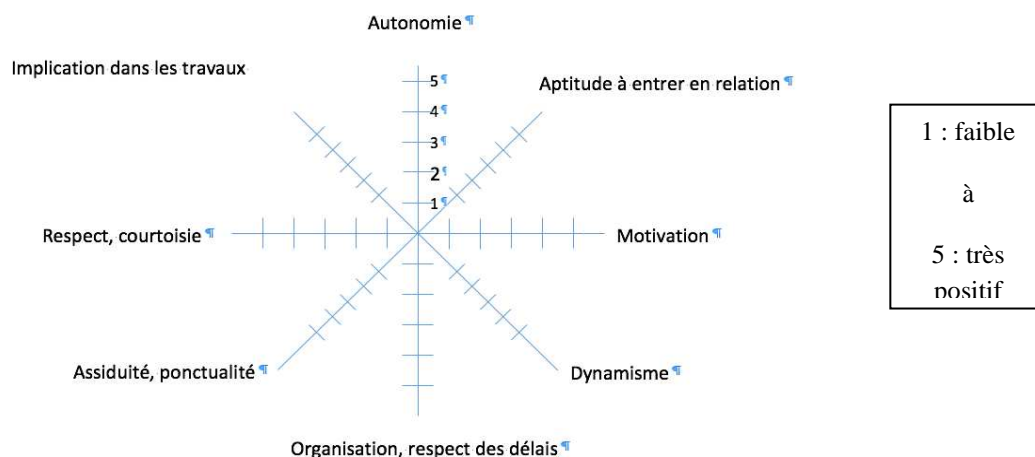 Autonomie
Implication dans les travaux
Aptitude à entrer en relation
5
4
3
2
1
1 : faible
à
5 : très
positif
Respect, courtoisie
Motivation
Assiduité, ponctualité
Dynamisme
Organisation, respect des délais